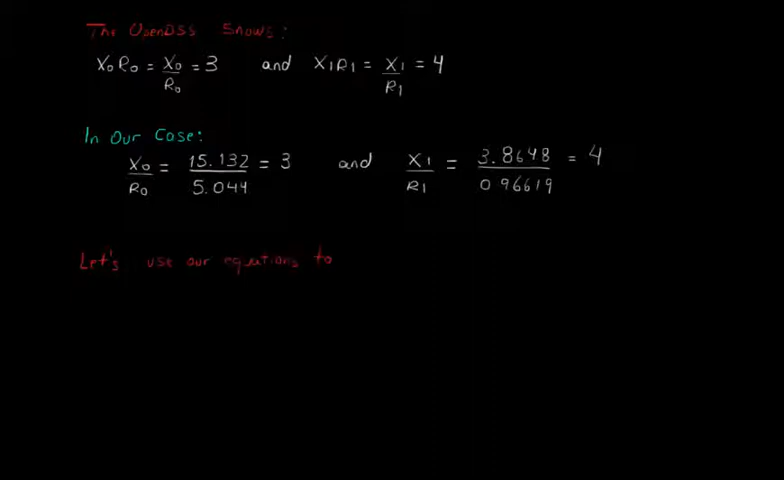 The OpenDSS Shows:
X0R0 = X0/R0 = 3 and X1R1 = X1/R1 = 4
In Our Case:
X0/R0 = 15.132/5.044 = 3 and X1/R1 = 3.8648/0.96619 = 4
Let's use our equations to